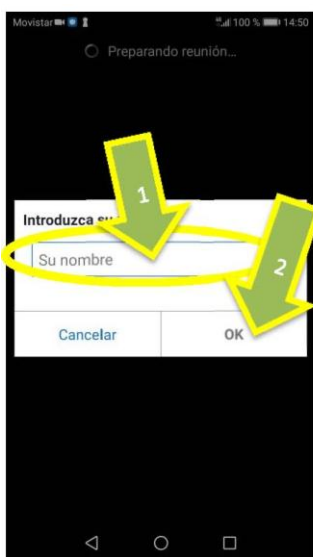 Movistar 100 % 14:50
Preparando reunión...
1
Introduzca su
Su nombre
2
Cancelar OK